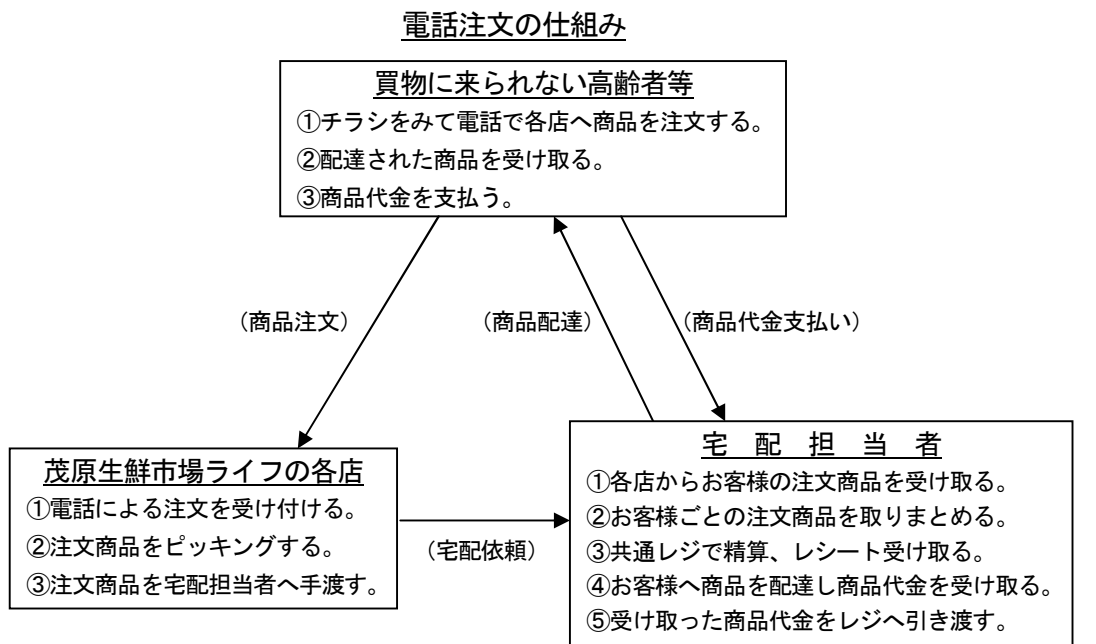 電話注文の仕組み
買物に来られない高齢者等
①チラシをみて電話で各店へ商品を注文する。
②配達された商品を受け取る。
③商品代金を支払う。
（商品注文）
（商品配達）
（商品代金支払い）
茂原生鮮市場ライフの各店
①電話による注文を受け付ける。
②注文商品をピッキングする。
③注文商品を宅配担当者へ手渡す。
（宅配依頼）
宅配担当者
①各店からお客様の注文商品を受け取る。
②お客様ごとの注文商品を取りまとめる。
③共通レジで精算、レシート受け取る。
④お客様へ商品を配達し商品代金を受け取る。
⑤受け取った商品代金をレジへ引き渡す。